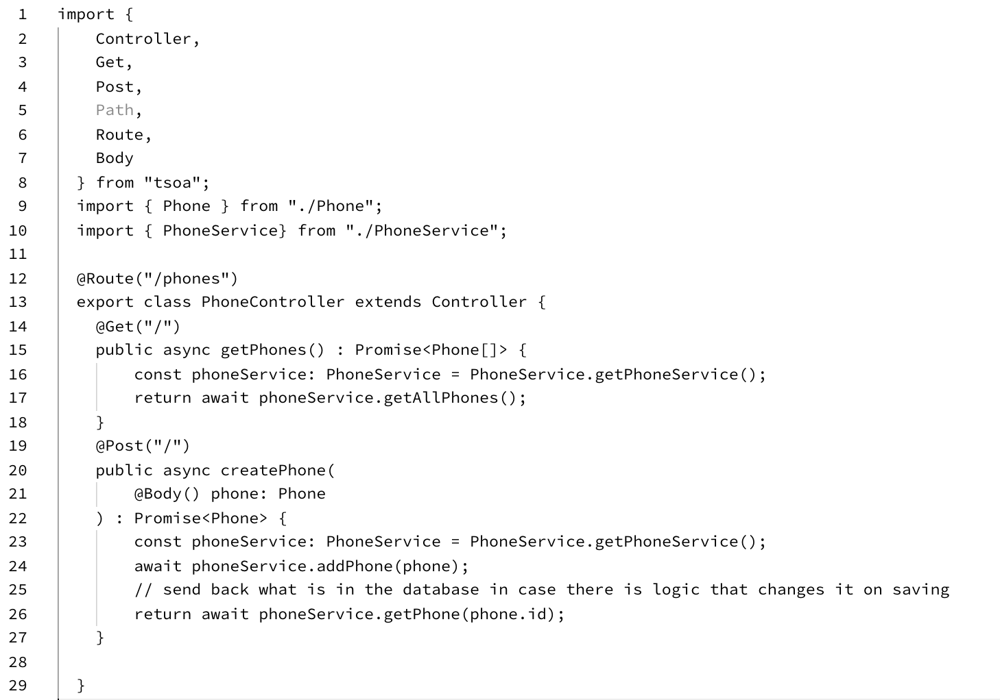 1 import {
2 Controller,
3 Get,
4 Post,
5 Path,
6 Route,
7 Body
8 } from "tsoa";
9 import { Phone } from "./Phone";
10 import { PhoneService} from "./PhoneService";
11
12 @Route("/phones")
13 export class PhoneController extends Controller {
14 @Get("/")
15 public async getPhones() : Promise<Phone[]> {
16 const phoneService: PhoneService = PhoneService.getPhoneService();
17 return await phoneService.getAllPhones();
18 }
19 @Post("/")
20 public async createPhone(
21 @Body() phone: Phone
22 ) : Promise<Phone> {
23 const phoneService: PhoneService = PhoneService.getPhoneService();
24 await phoneService.addPhone(phone);
25 // send back what is in the database in case there is logic that changes it on saving
26 return await phoneService.getPhone(phone.id);
27 }
28
29 }